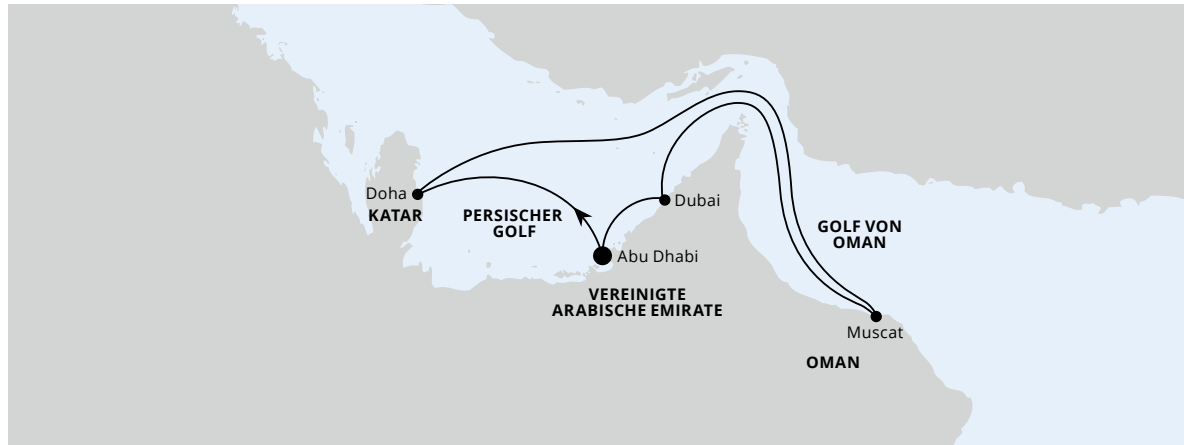 Doha
KATAR
PERSISCHER
GOLF
Dubai
GOLF VON
OMAN
Abu Dhabi
VEREINIGTE
ARABISCHE EMIRATE
Muscat
OMAN